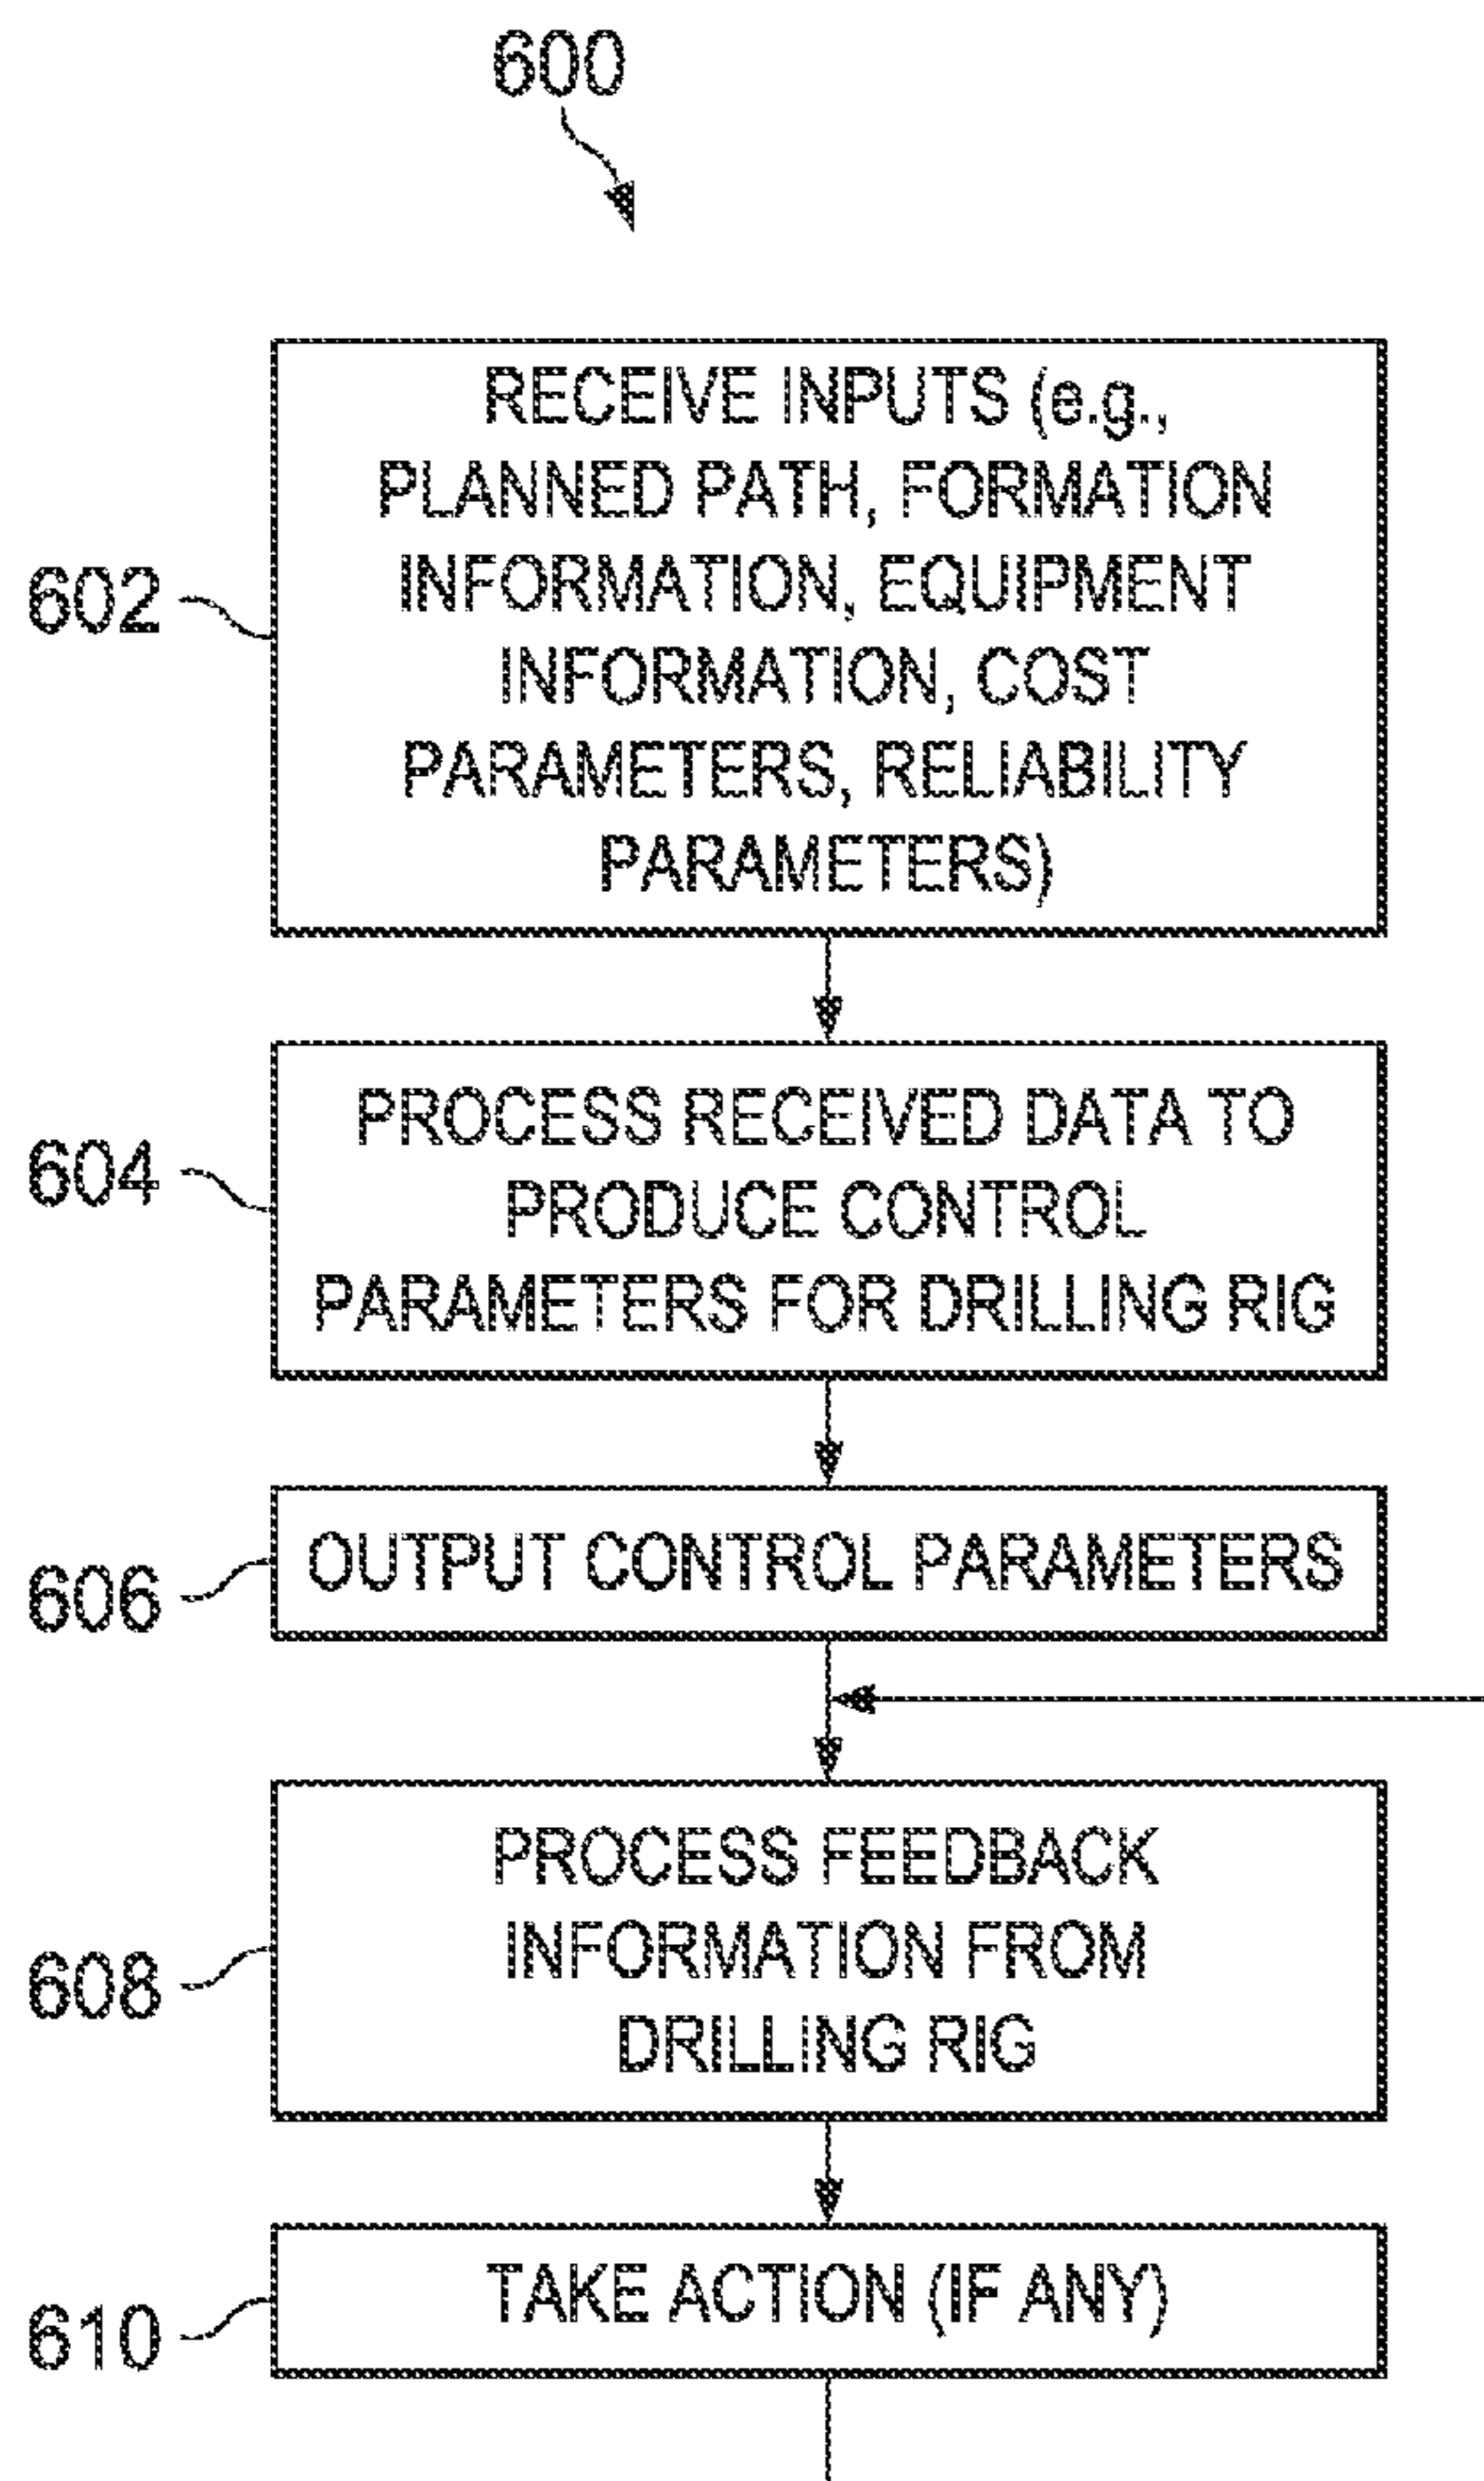 600
602
RECEIVE INPUTS (e.g.,
PLANNED PATH, FORMATION
INFORMATION, EQUIPMENT
INFORMATION, COST
PARAMETERS, RELIABILITY
PARAMETERS)
604
PROCESS RECEIVED DATA TO
PRODUCE CONTROL
PARAMETERS FOR DRILLING RIG
606
OUTPUT CONTROL PARAMETERS
608
PROCESS FEEDBACK
INFORMATION FROM
DRILLING RIG
610
TAKE ACTION (IF ANY)